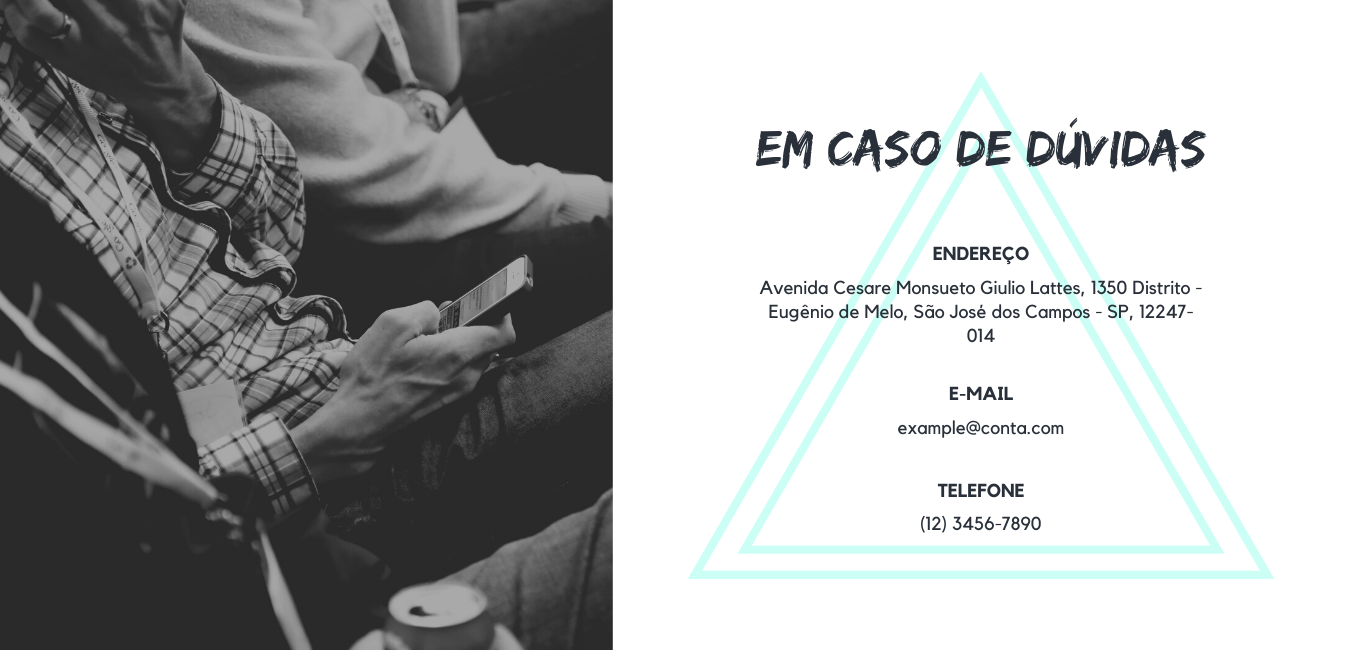 EM CASO DE DÚVIDAS
ENDEREÇO
Avenida Cesare Monsueto Giulio Lattes, 1350 Distrito -
Eugênio de Melo, São José dos Campos - SP, 12247-
014
E-MAIL
example@conta.com
TELEFONE
(12) 3456-7890